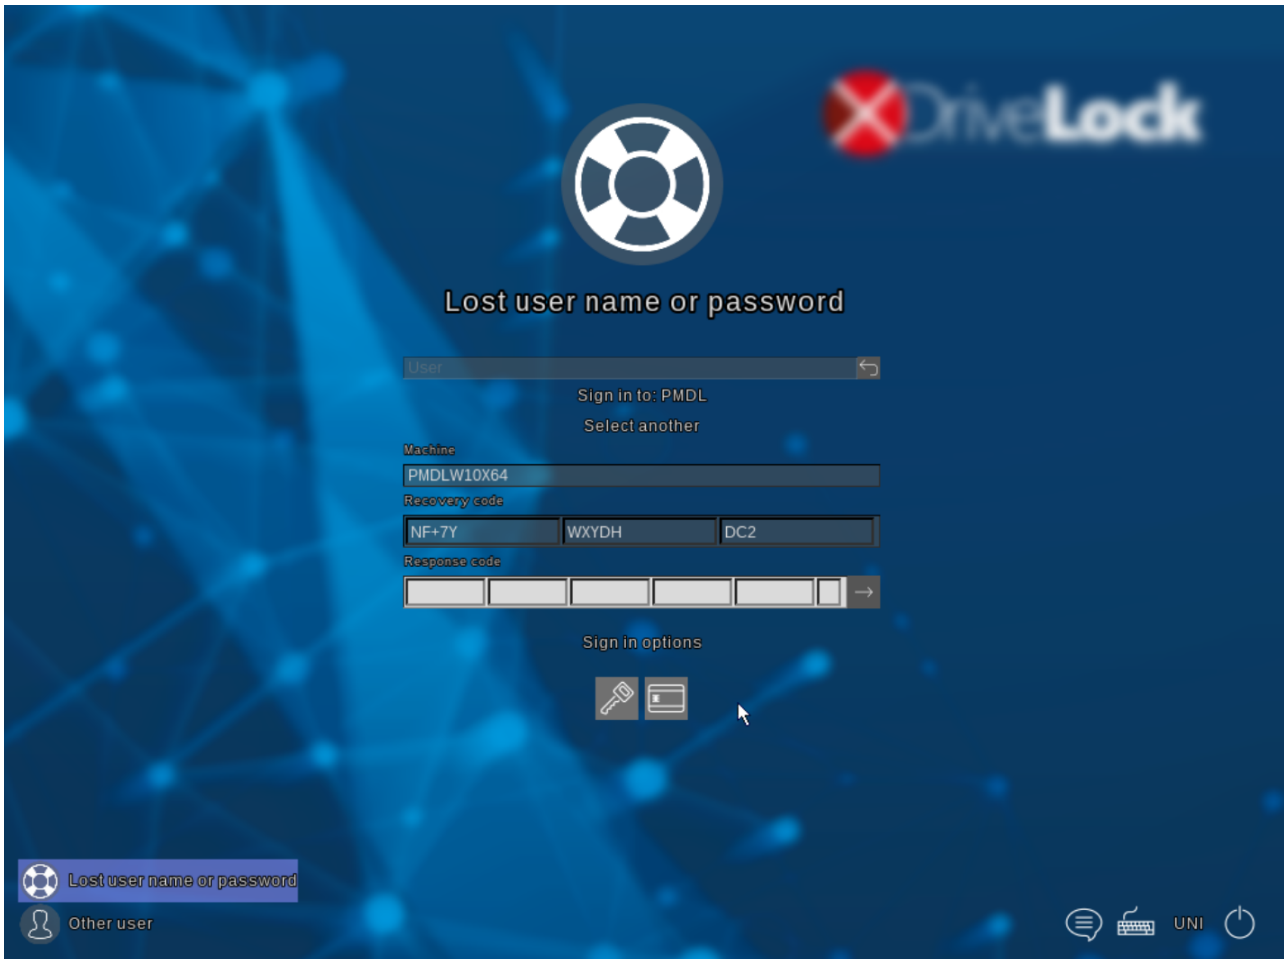 DriveLock
Lost user name or password
User
Sign in to: PMDL
Select another
Machine
PMDLW10X64
Recovery code
NF+7Y WXYDH DC2
Response code
Sign in options
Lost user name or password
Other user
UNI